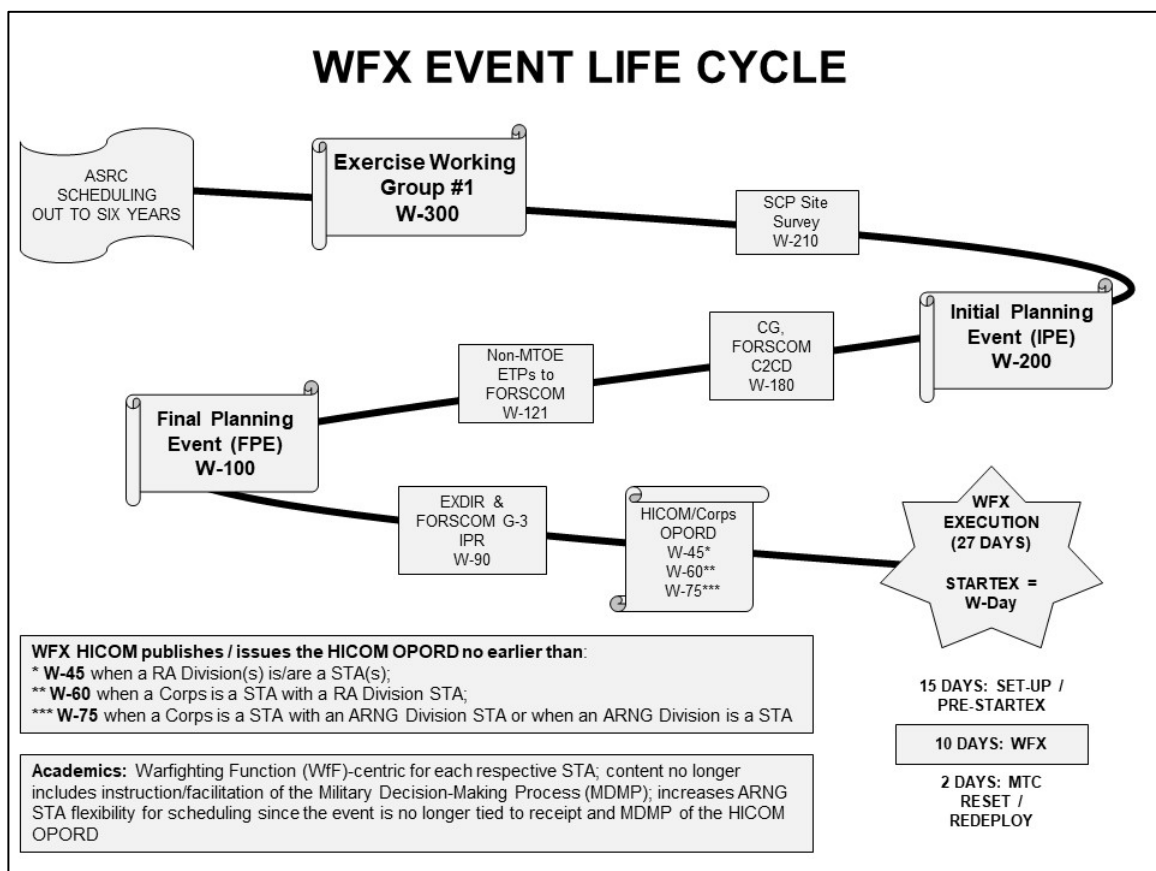 WFX EVENT LIFE CYCLE
ASRC
SCHEDULING
OUT TO SIX YEARS
Exercise Working
Group #1
W-300
SCP Site
Survey
W-210
Initial Planning
Event (IPE)
W-200
CG,
FORSCOM
C2CD
W-180
Non-MTOE
ETPs to
FORSCOM
W-121
Final Planning
Event (FPE)
W-100
EXDIR &
FORSCOM G-3
IPR
W-90
HICOM/Corps
OPORD
W-45*
W-60**
W-75***
WFX
EXECUTION
(27 DAYS)
STARTEX =
W-Day
WFX HICOM publishes / issues the HICOM OPORD no earlier than:
* W-45 when a RA Division(s) is/are a STA(s);
** W-60 when a Corps is a STA with a RA Division STA;
*** W-75 when a Corps is a STA with an ARNG Division STA or when an ARNG Division is a STA
Academics: Warfighting Function (WfF)-centric for each respective STA; content no longer
includes instruction/facilitation of the Military Decision-Making Process (MDMP); increases ARNG
STA flexibility for scheduling since the event is no longer tied to receipt and MDMP of the HICOM
OPORD
15 DAYS: SET-UP /
PRE-STARTEX
10 DAYS: WFX
2 DAYS: MTC
RESET /
REDEPLOY